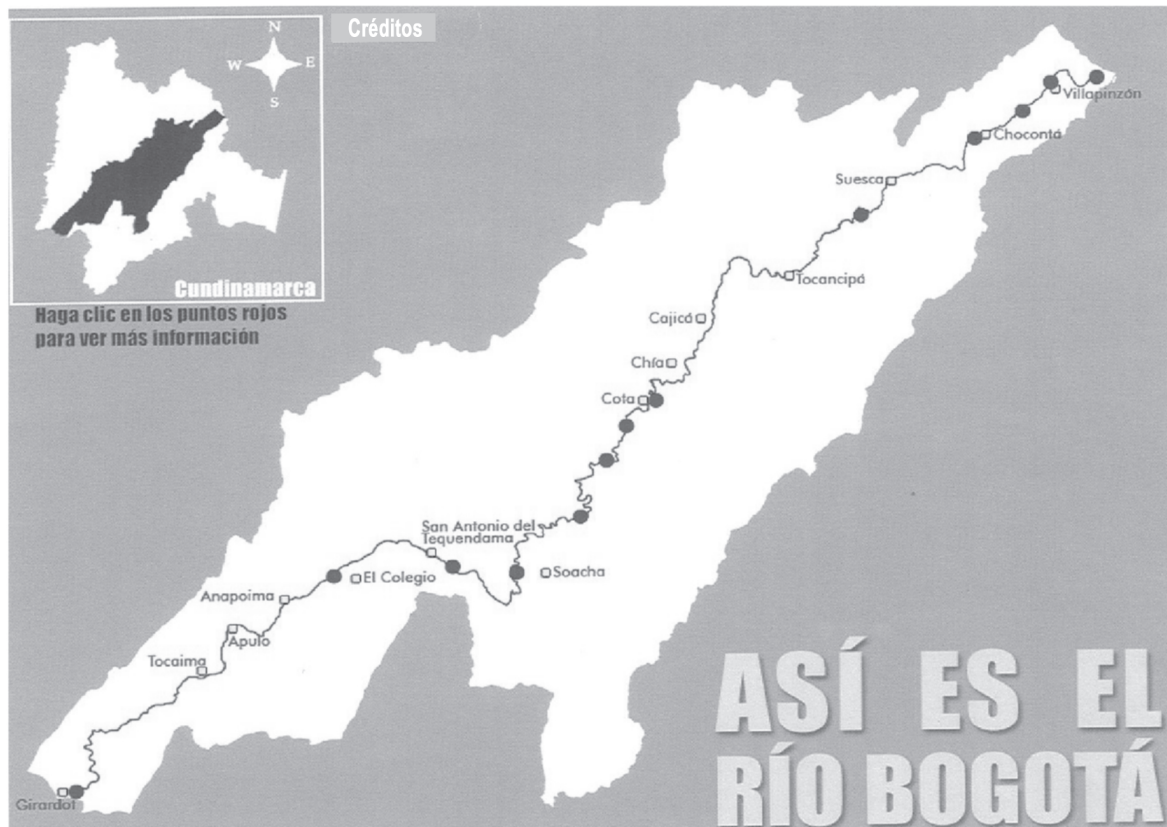 Créditos
N
W E
S
Cundinamarca
Haga clic en los puntos rojos
para ver más información
Villapinzón
Chocontá
Suesca
Tocancipá
Cajicá
Chía
Cota
San Antonio del
Tequendama
Soacha
El Colegio
Anapoima
Apulo
Tocaima
Girardot
ASÍ ES EL
RÍO BOGOTÁ